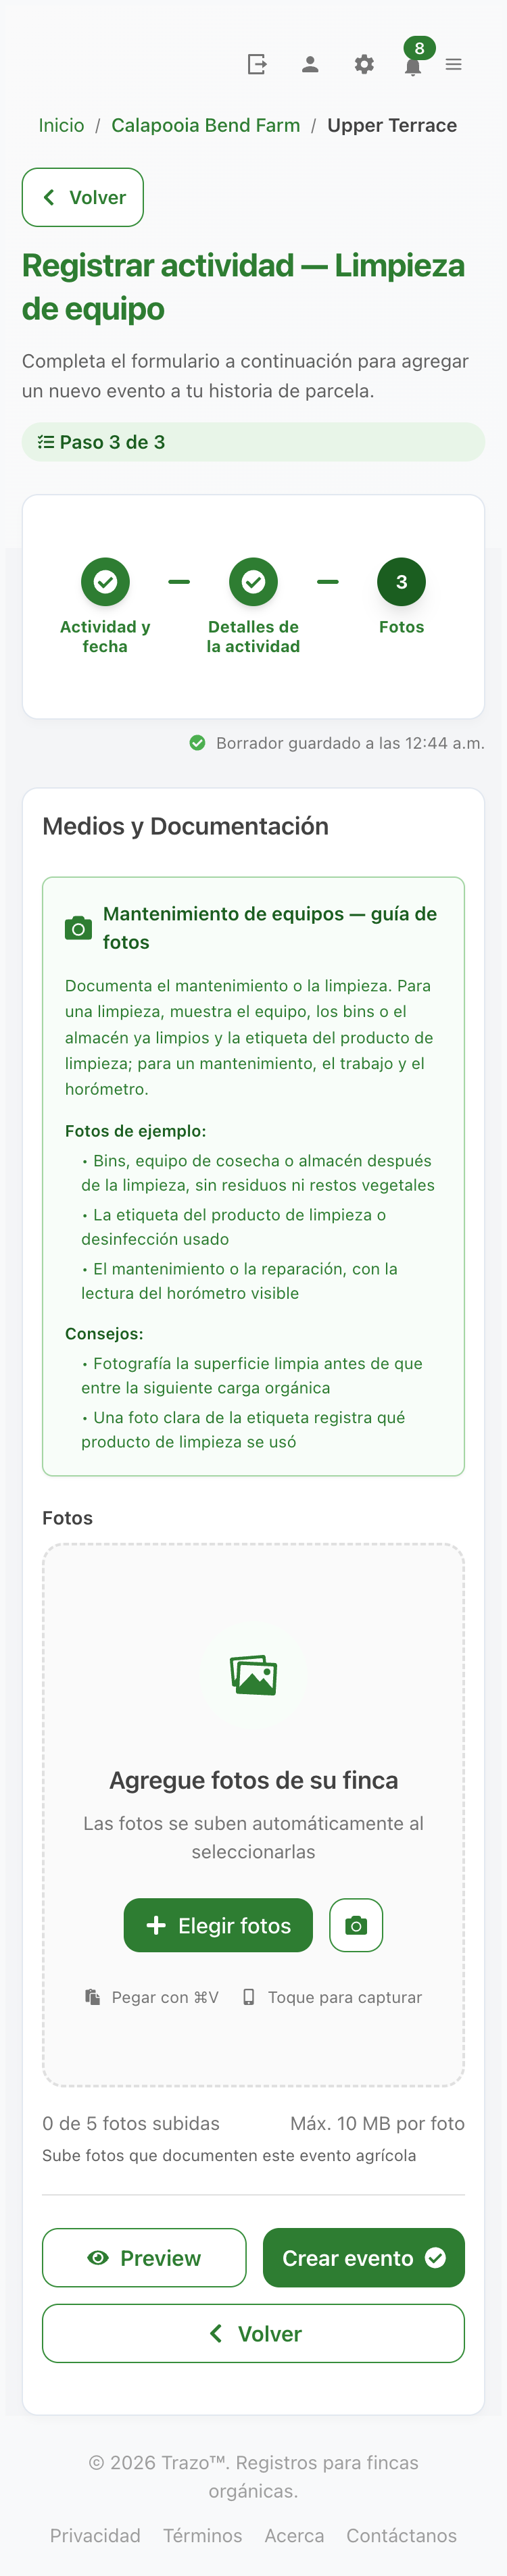 8
Inicio / Calapooia Bend Farm / Upper Terrace
Volver
Registrar actividad — Limpieza
de equipo
Completa el formulario a continuación para agregar
un nuevo evento a tu historia de parcela.
Paso 3 de 3
3
Actividad y
fecha
Detalles de
la actividad
Fotos
Borrador guardado a las 12:44 a.m.
Medios y Documentación
Mantenimiento de equipos — guía de
fotos
Documenta el mantenimiento o la limpieza. Para
una limpieza, muestra el equipo, los bins o el
almacén ya limpios y la etiqueta del producto de
limpieza; para un mantenimiento, el trabajo y el
horómetro.
Fotos de ejemplo:
• Bins, equipo de cosecha o almacén después
de la limpieza, sin residuos ni restos vegetales
• La etiqueta del producto de limpieza o
desinfección usado
• El mantenimiento o la reparación, con la
lectura del horómetro visible
Consejos:
• Fotografía la superficie limpia antes de que
entre la siguiente carga orgánica
• Una foto clara de la etiqueta registra qué
producto de limpieza se usó
Fotos
Agregue fotos de su finca
Las fotos se suben automáticamente al
seleccionarlas
Elegir fotos
Pegar con ⌘V Toque para capturar
0 de 5 fotos subidas Máx. 10 MB por foto
Sube fotos que documenten este evento agrícola
Preview Crear evento
Volver
© 2026 Trazo™. Registros para fincas
orgánicas.
Privacidad Términos Acerca Contáctanos